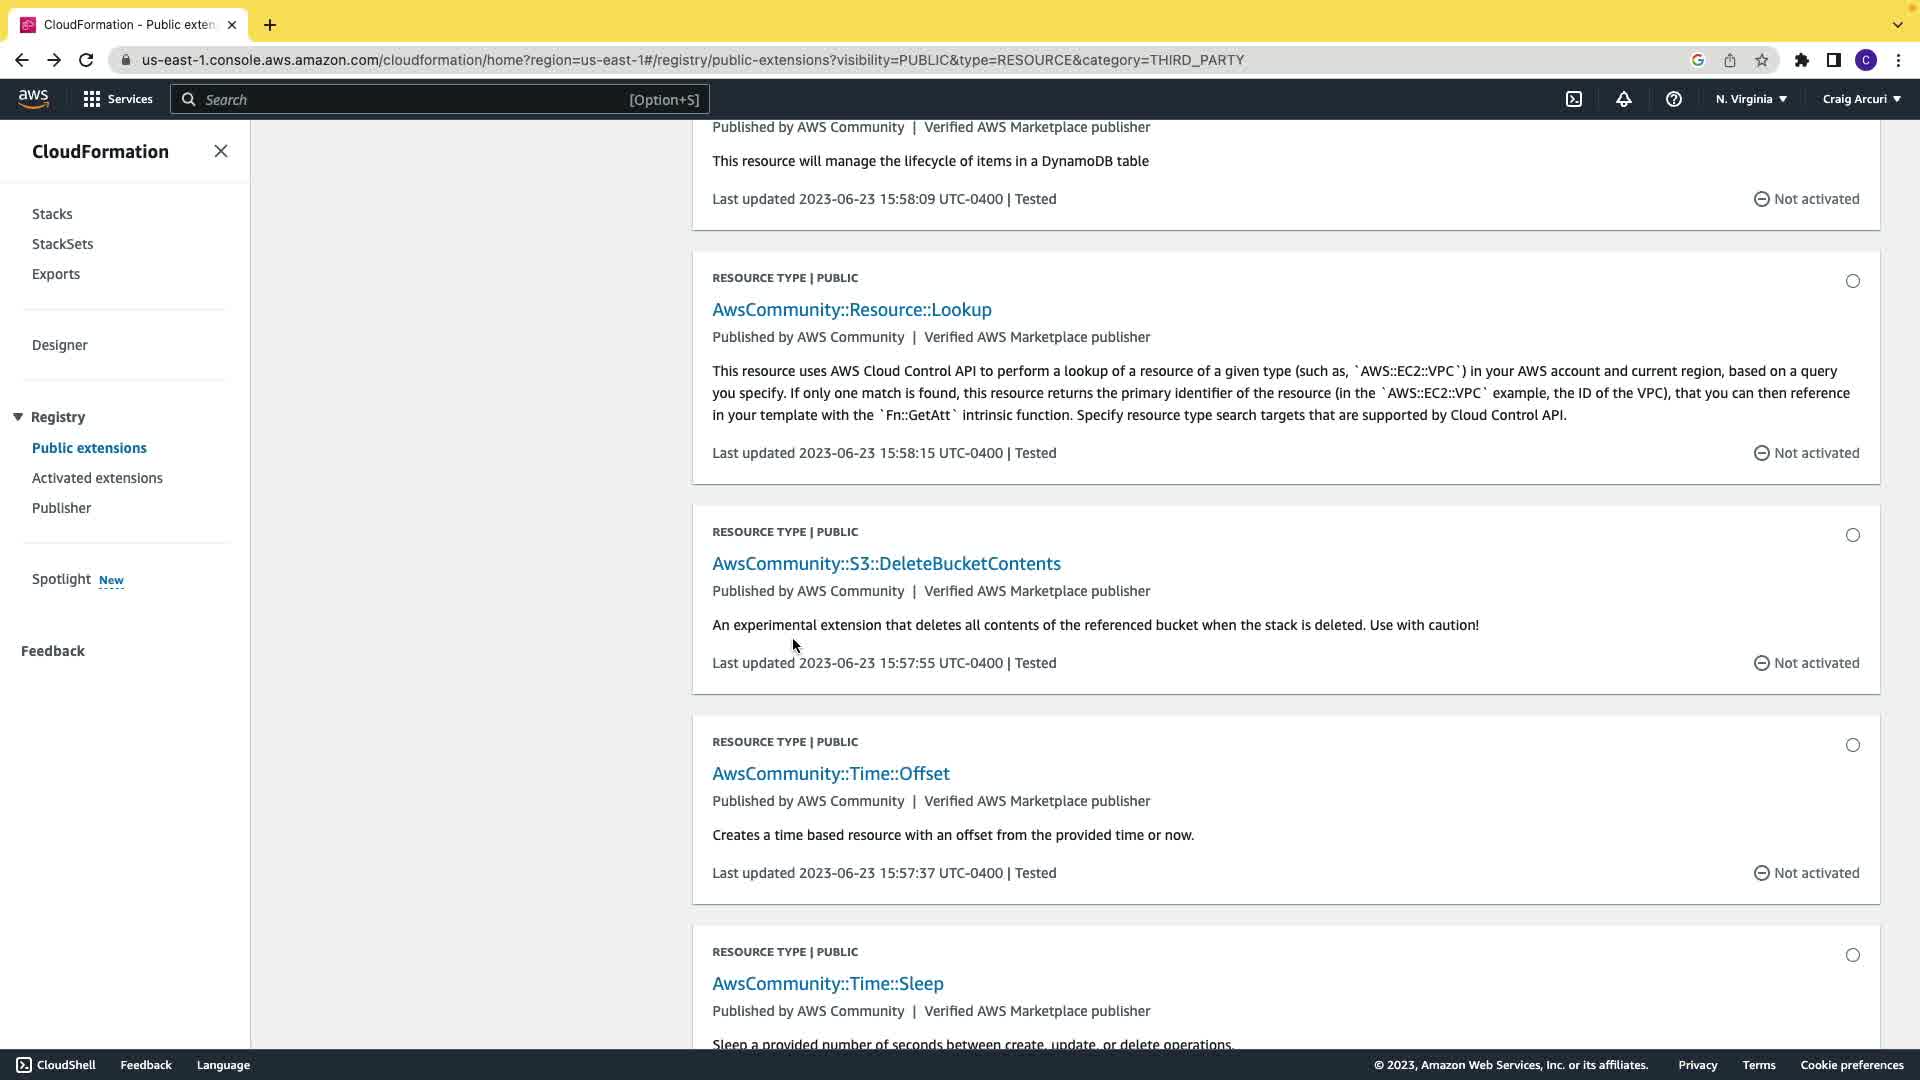 CloudFormation - Public exten
us-east-1.console.aws.amazon.com/cloudformation/home?region=us-east-1#/registry/public-extensions?visibility=PUBLIC&type=RESOURCE&category=THIRD_PARTY
C
aws
Services
Search
[Option+S]
N. Virginia
Craig Arcuri
CloudFormation
Stacks
StackSets
Exports
Designer
Registry
Public extensions
Activated extensions
Publisher
Spotlight New
Feedback
Published by AWS Community | Verified AWS Marketplace publisher
This resource will manage the lifecycle of items in a DynamoDB table
Last updated 2023-06-23 15:58:09 UTC-0400 | Tested
Not activated
RESOURCE TYPE | PUBLIC
AwsCommunity::Resource::Lookup
Published by AWS Community | Verified AWS Marketplace publisher
This resource uses AWS Cloud Control API to perform a lookup of a resource of a given type (such as, `AWS::EC2::VPC`) in your AWS account and current region, based on a query
you specify. If only one match is found, this resource returns the primary identifier of the resource (in the `AWS::EC2::VPC` example, the ID of the VPC), that you can then reference
in your template with the `Fn::GetAtt` intrinsic function. Specify resource type search targets that are supported by Cloud Control API.
Last updated 2023-06-23 15:58:15 UTC-0400 | Tested
Not activated
RESOURCE TYPE | PUBLIC
AwsCommunity::S3::DeleteBucketContents
Published by AWS Community | Verified AWS Marketplace publisher
An experimental extension that deletes all contents of the referenced bucket when the stack is deleted. Use with caution!
Last updated 2023-06-23 15:57:55 UTC-0400 | Tested
Not activated
RESOURCE TYPE | PUBLIC
AwsCommunity::Time::Offset
Published by AWS Community | Verified AWS Marketplace publisher
Creates a time based resource with an offset from the provided time or now.
Last updated 2023-06-23 15:57:37 UTC-0400 | Tested
Not activated
RESOURCE TYPE | PUBLIC
AwsCommunity::Time::Sleep
Published by AWS Community | Verified AWS Marketplace publisher
Sleep a provided number of seconds between create, update, or delete operations.
CloudShell
Feedback
Language
© 2023, Amazon Web Services, Inc. or its affiliates.
Privacy
Terms
Cookie preferences